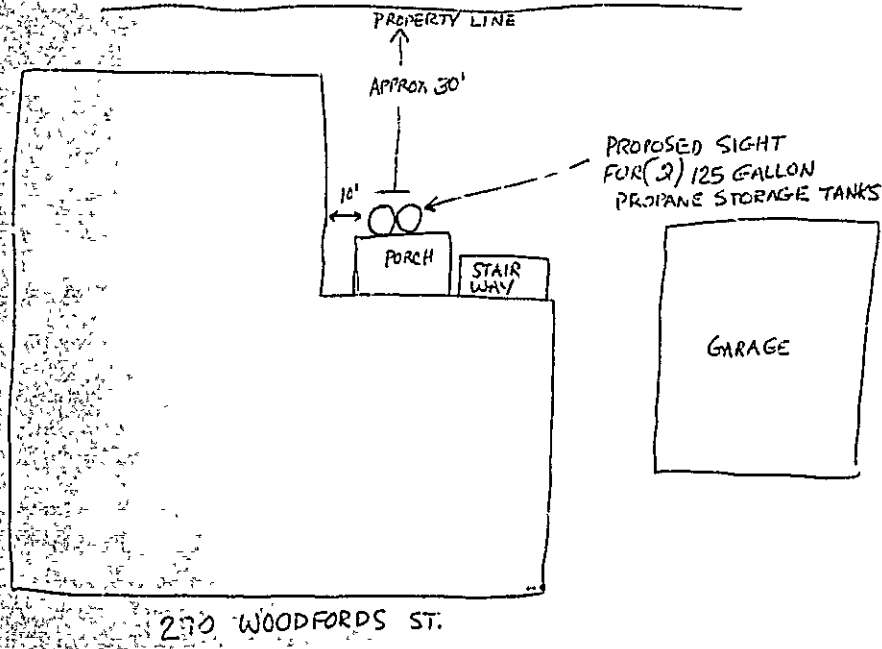 PROPERTY LINE
APPROX 30'
PROPOSED SIGHT
FOR (2) 125 GALLON
PROPANE STORAGE TANKS
10'
PORCH
STAIR
WAY
GARAGE
WOODFORDS ST.